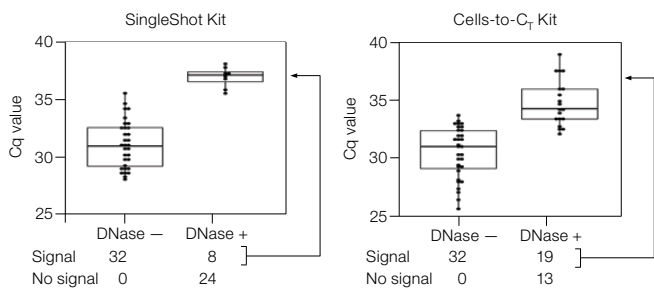 SingleShot Kit
Cq value
40
35
30
25
DNase — DNase +
Signal 32 8
No signal 0 24
Cells-to-CT Kit
Cq value
40
35
30
25
DNase — DNase +
Signal 32 19
No signal 0 13